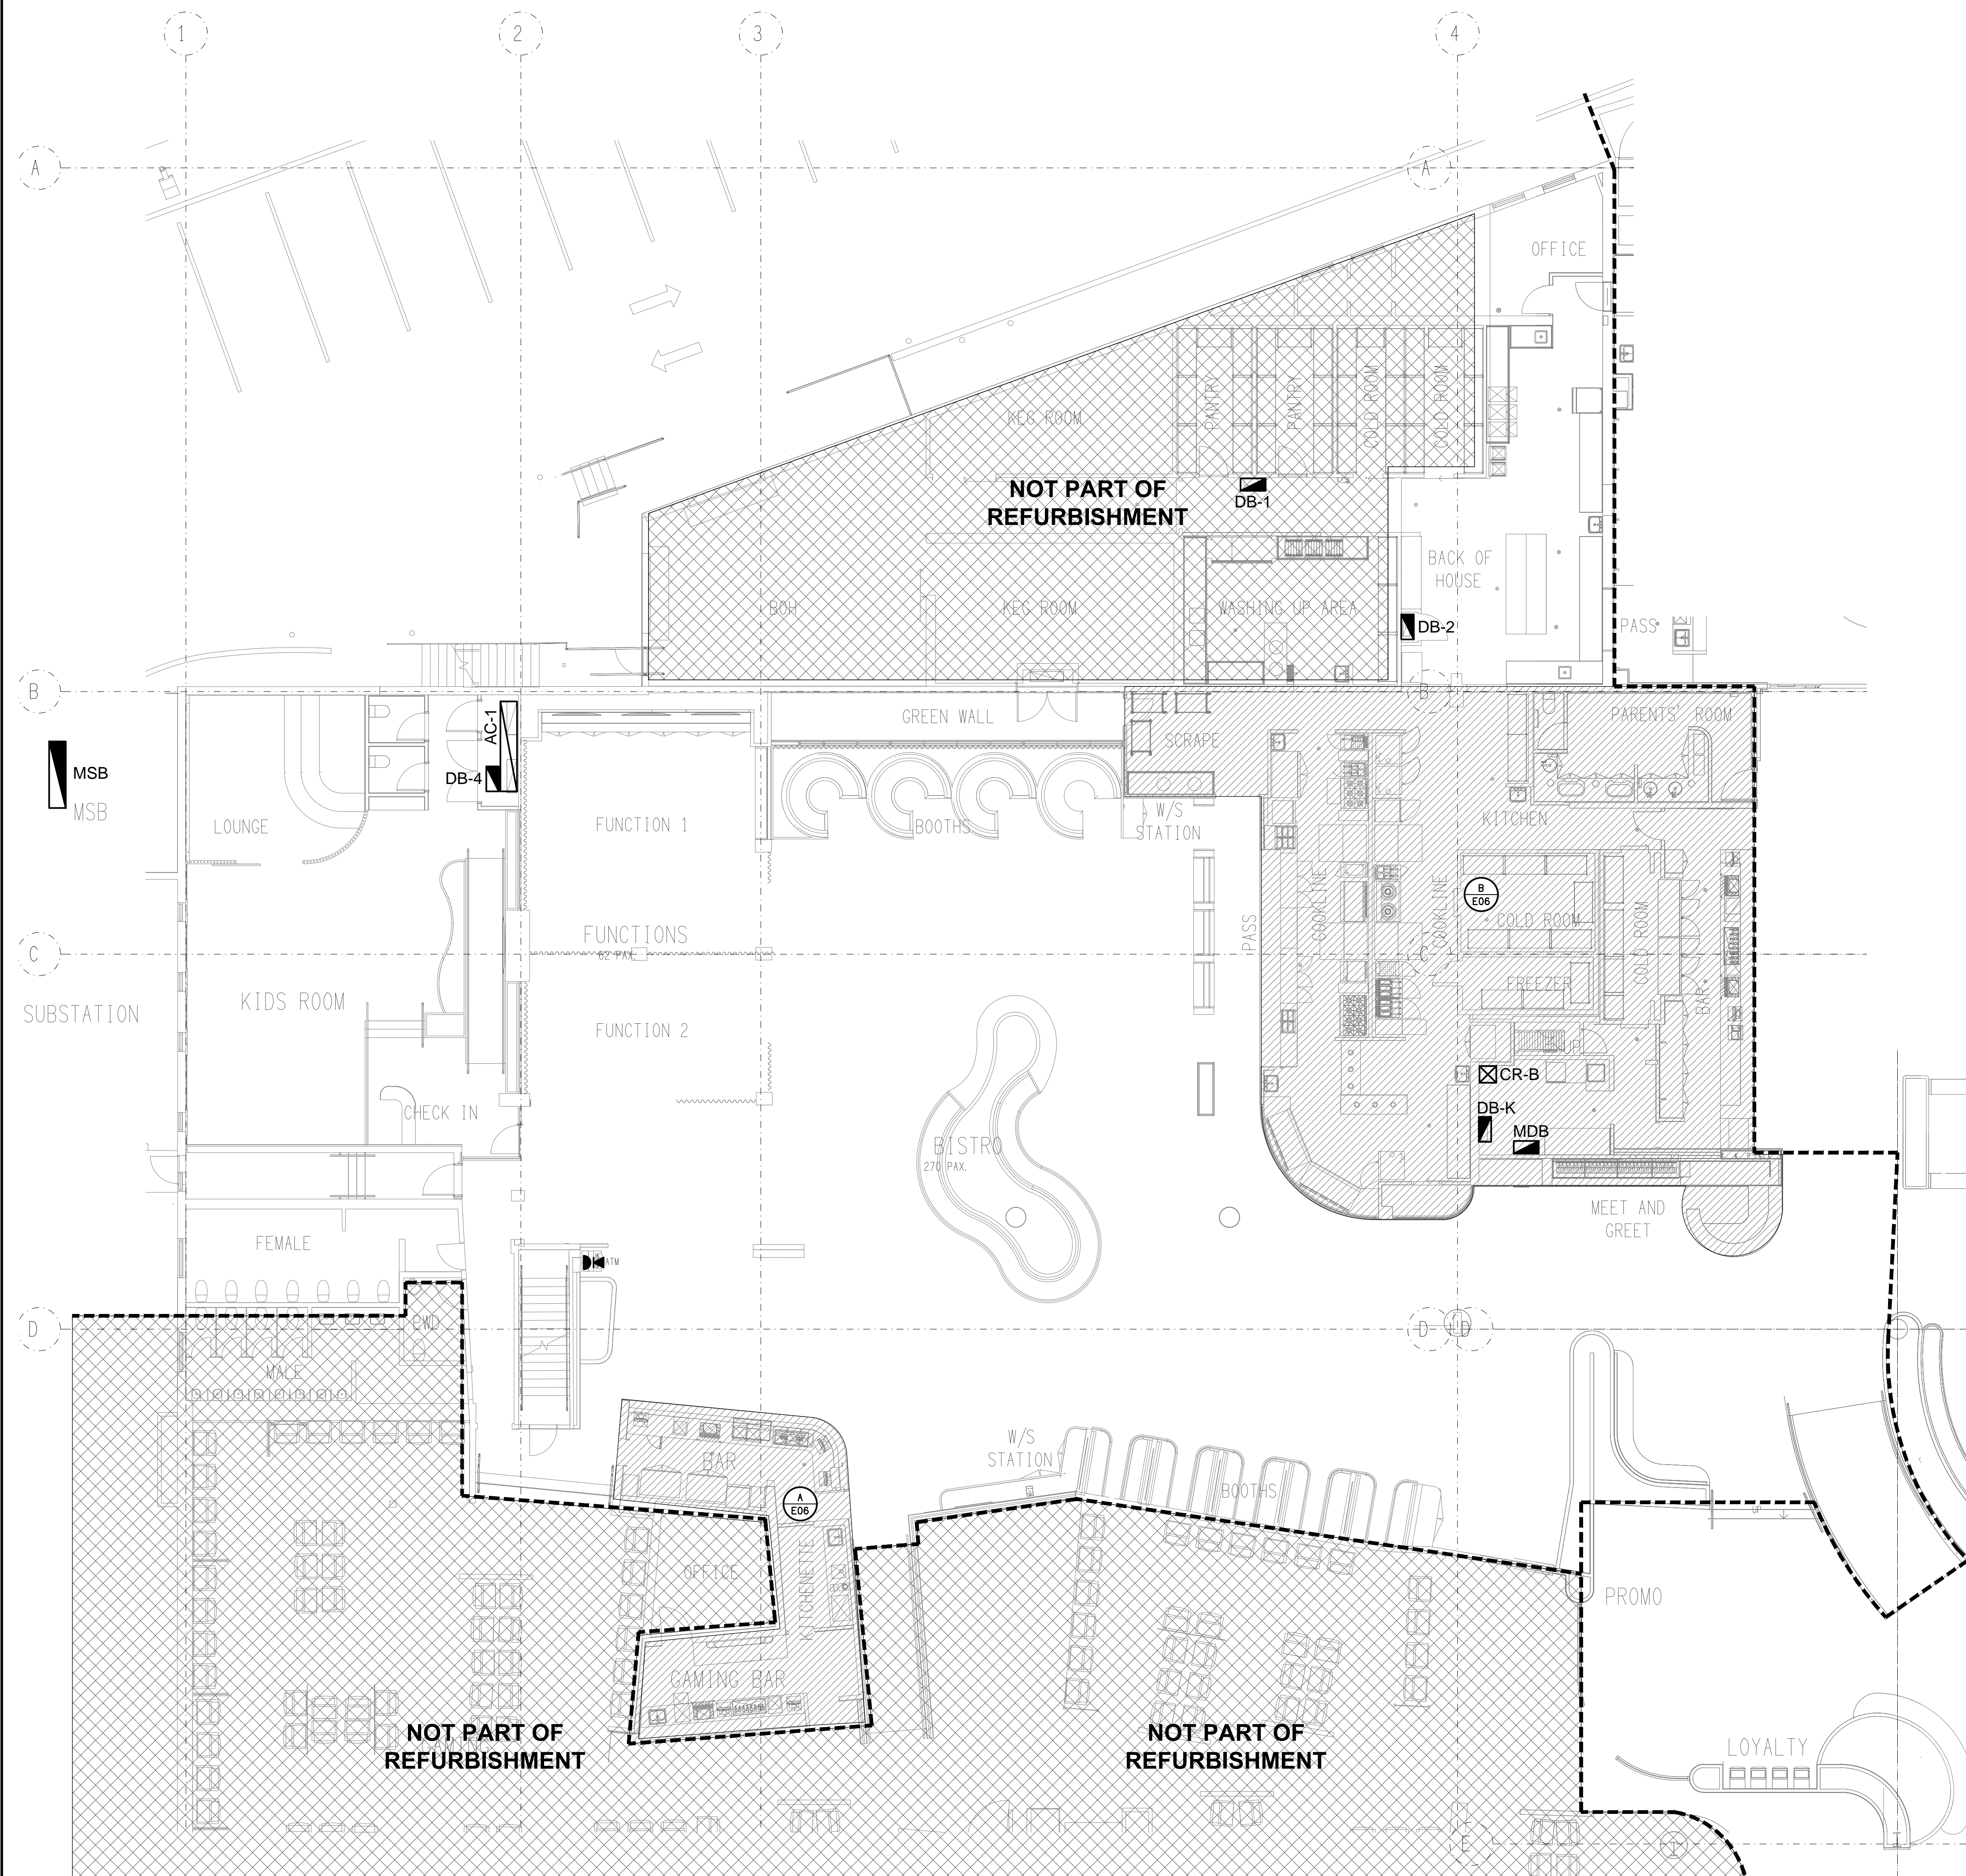 1
2
3
4
A
A
OFFICE
KEG ROOM
PANTRY
PANTRY
COLD ROOM
COLD ROOM
NOT PART OF
REFURBISHMENT
DB-1
BACK OF
HOUSE
BOH
KEG ROOM
WASHING UP AREA
DB-2
PASS
B
B
AC-1
GREEN WALL
PARENTS' ROOM
SCRAPE
MSB
MSB
DB-4
LOUNGE
FUNCTION 1
BOOTHS
W/S
STATION
KITCHEN
COOKLINE
COOKLINE
B
E06
COLD ROOM
COLD ROOM
PASS
FUNCTIONS
62 PAX.
C
C
FREEZER
BAR
SUBSTATION
KIDS ROOM
FUNCTION 2
UP
CR-B
CHECK IN
DB-K
MDB
BISTRO
270 PAX.
MEET AND
GREET
FEMALE
ATM
D
PWD
D
D
MALE
BAR
W/S
STATION
BOOTHS
A
E06
UP
OFFICE
KITCHENETTE
PROMO
GAMING BAR
NOT PART OF
REFURBISHMENT
GAMING
NOT PART OF
REFURBISHMENT
LOYALTY
E